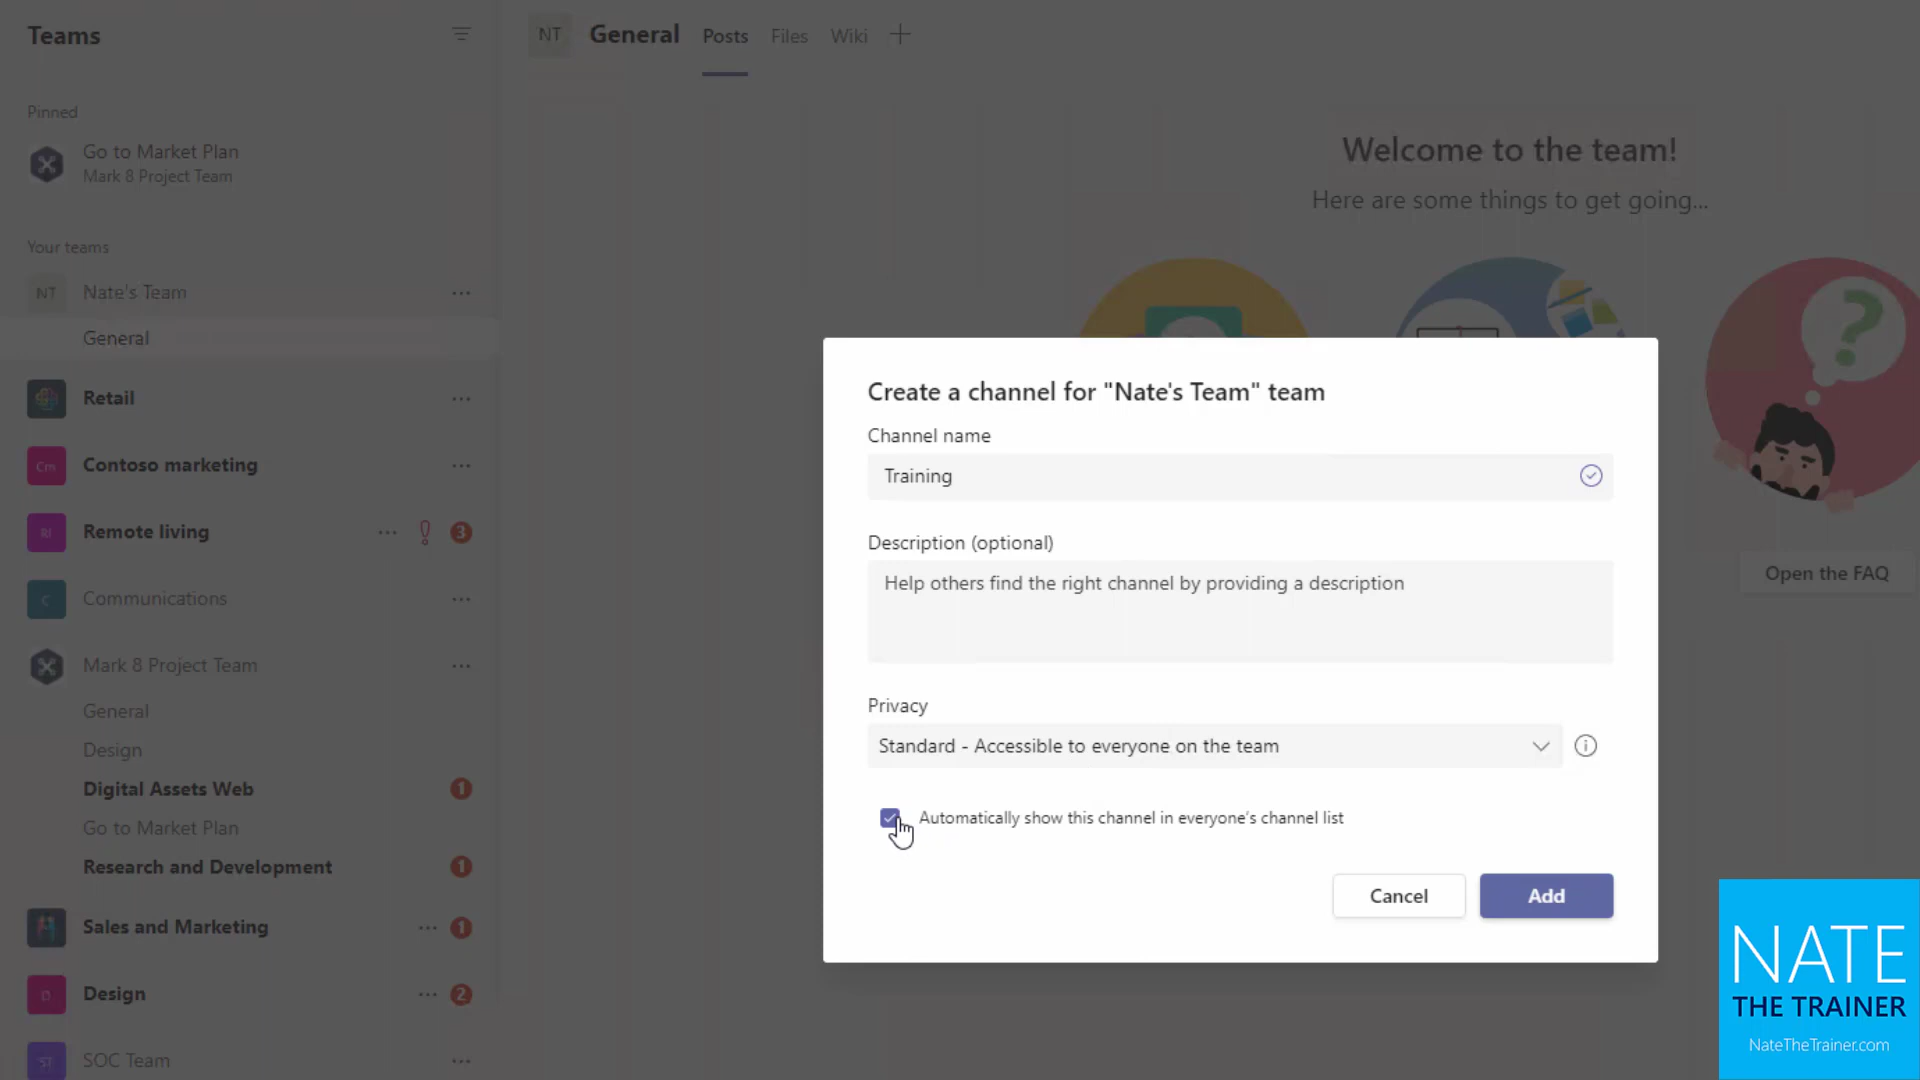 Teams
Pinned
Go to Market Plan
Mark 8 Project Team
Your teams
NT Nate's Team ...
General
Retail ...
Cm Contoso marketing ...
Rl Remote living ... ! 3
C Communications ...
Mark 8 Project Team ...
General
Design
Digital Assets Web 1
Go to Market Plan
Research and Development 1
Sales and Marketing ... 1
D Design ... 2
ST SOC Team ...
NT General Posts Files Wiki +
Welcome to the team!
Here are some things to get going...
?
Open the FAQ
Create a channel for "Nate's Team" team
Channel name
Training
Description (optional)
Help others find the right channel by providing a description
Privacy
Standard - Accessible to everyone on the team
Automatically show this channel in everyone's channel list
Cancel Add
NATE
THE TRAINER
NateTheTrainer.com